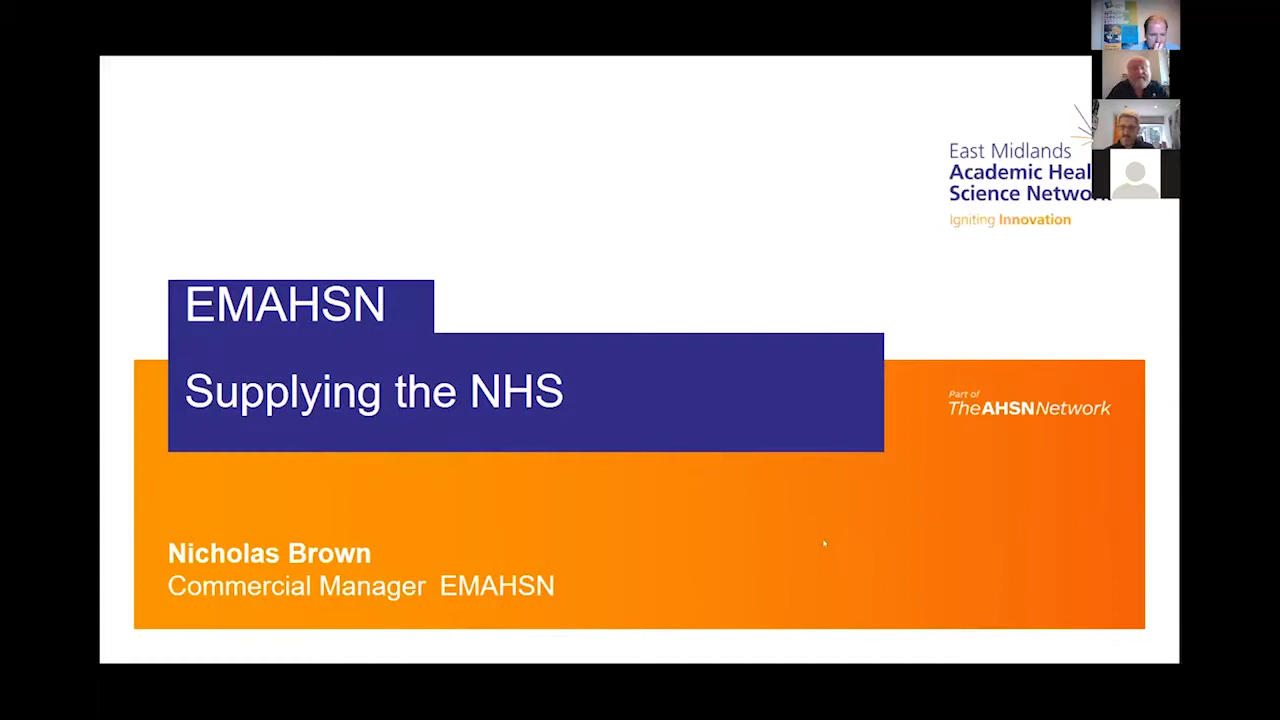 East Midlands
Academic Heal
Science Network
Igniting Innovation
EMAHSN
Supplying the NHS
Part of
TheAHSNNetwork
Nicholas Brown
Commercial Manager EMAHSN